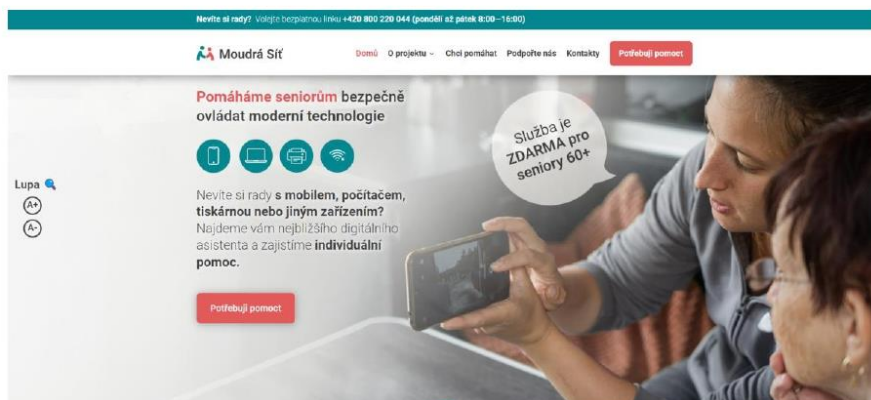 Nevíte si rady? Volejte bezplatnou linku +420 800 220 044 (pondělí až pátek 8:00—16:00)
Moudrá Síť
Domů O projektu Chci pomáhat Podpořte nás Kontakty Potřebuji pomoct
Pomáháme seniorům bezpečně
ovládat moderní technologie
Služba je
ZDARMA pro
seniory 60+
Lupa
A+
A-
Nevíte si rady s mobilem, počítačem,
tiskárnou nebo jiným zařízením?
Najdeme vám nejbližšího digitálního
asistenta a zajistíme individuální
pomoc.
Potřebuji pomoct